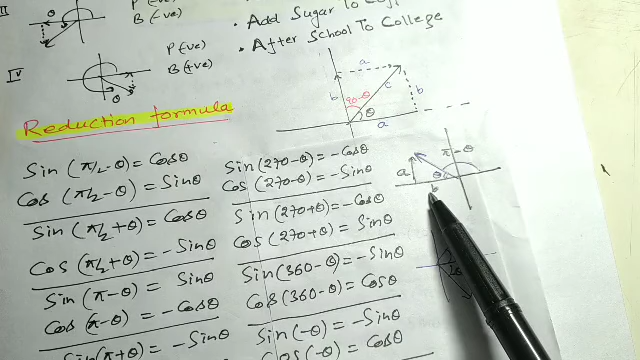 II
θ
P(-ve)
B(-ve)
• Add Sugar To
• After School To College
IV
P(-ve)
B(+ve)
θ
a
b
90-θ
c
b
θ
a
Reduction formula
Sin (π/2-θ) = Cosθ
Cos (π/2-θ) = Sinθ
Sin (π/2+θ) = Cosθ
Cos (π/2+θ) = -Sinθ
Sin (π-θ) = Sinθ
Cos (π-θ) = -Cosθ
Sin(π+θ) = -Sinθ
Sin(270-θ) = -Cosθ
Cos(270-θ) = -Sinθ
Sin(270+θ) = -Cosθ
Cos(270+θ) = Sinθ
Sin(360-θ) = -Sinθ
Cos(360-θ) = Cosθ
Sin(-θ) = -Sinθ
Cos(-θ) = Cosθ
π-θ
a
θ
b